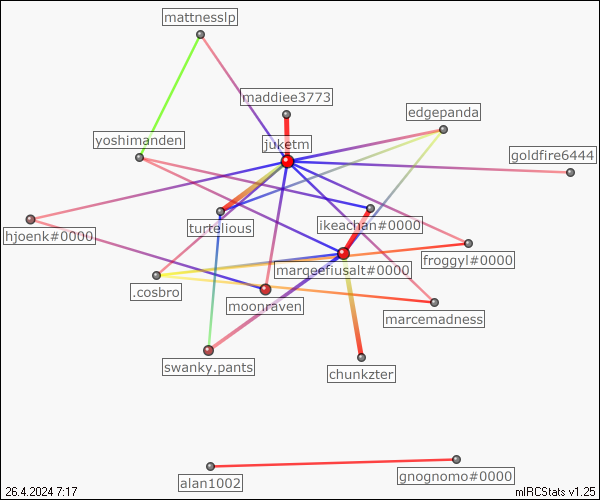 mattnesslp
maddiee3773
edgepanda
yoshimanden
juketm
goldfire6444
turtelious
ikeachan#0000
hjoenk#0000
froggyl#0000
marqeefiusalt#0000
.cosbro
moonraven
marcemadness
swanky.pants
chunkzter
alan1002
gnognomo#0000
26.4.2024 7:17
mIRCStats v1.25